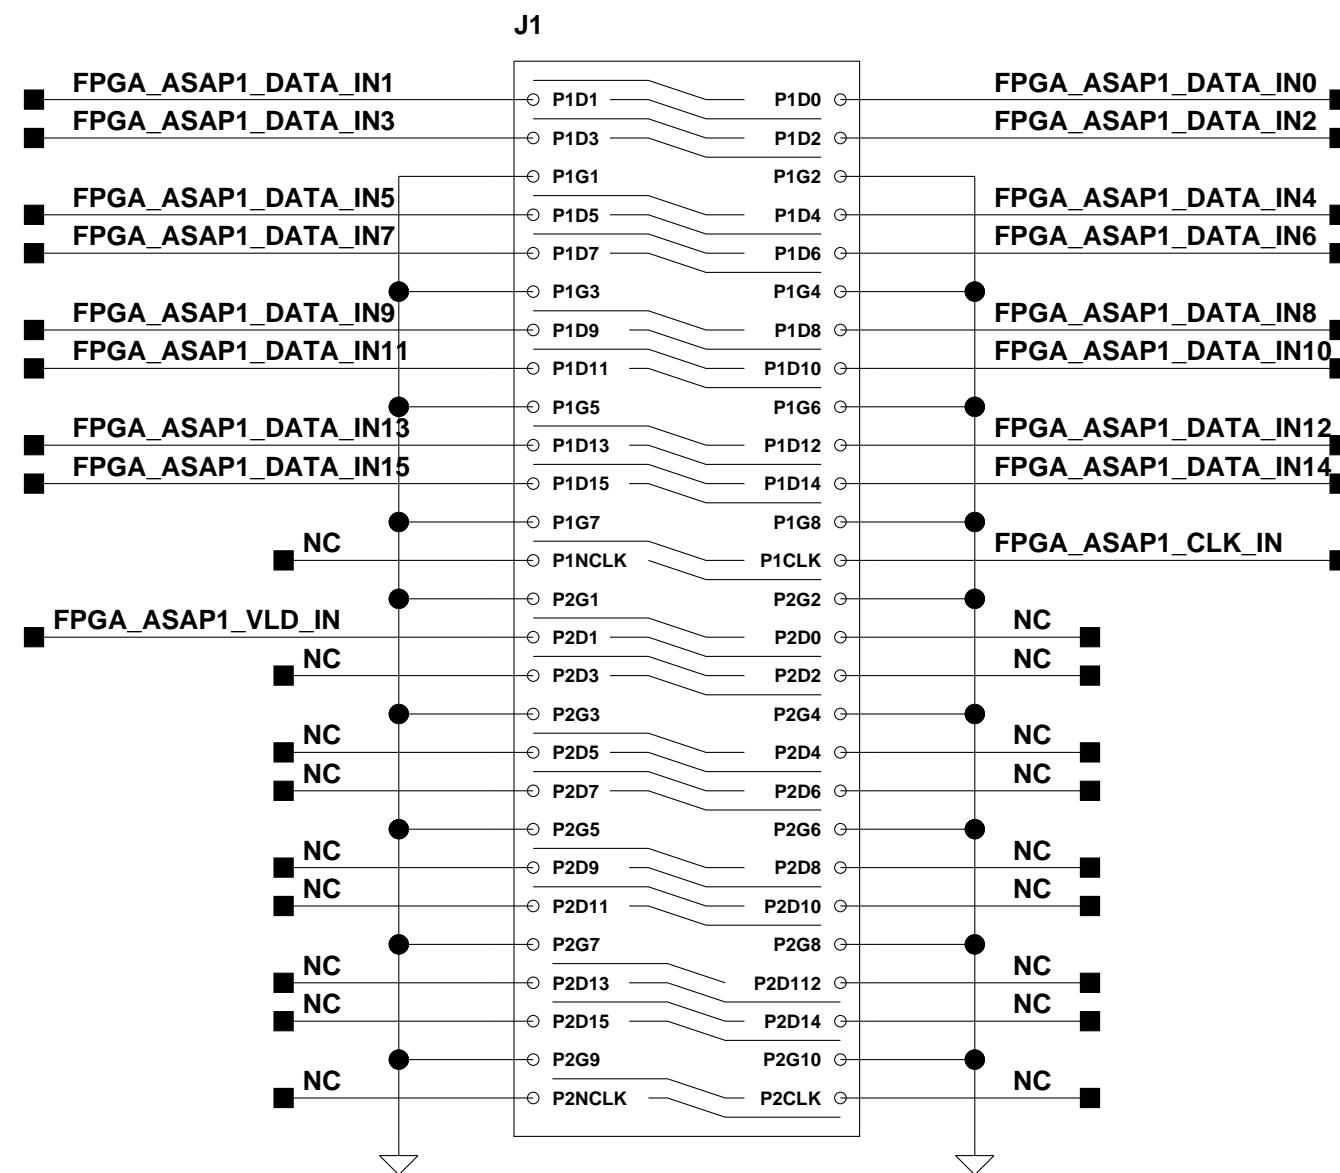 J1
FPGA_ASAP1_DATA_IN1 P1D1 P1D0 FPGA_ASAP1_DATA_IN0
FPGA_ASAP1_DATA_IN3 P1D3 P1D2 FPGA_ASAP1_DATA_IN2
P1G1 P1G2
FPGA_ASAP1_DATA_IN5 P1D5 P1D4 FPGA_ASAP1_DATA_IN4
FPGA_ASAP1_DATA_IN7 P1D7 P1D6 FPGA_ASAP1_DATA_IN6
P1G3 P1G4
FPGA_ASAP1_DATA_IN9 P1D9 P1D8 FPGA_ASAP1_DATA_IN8
FPGA_ASAP1_DATA_IN11 P1D11 P1D10 FPGA_ASAP1_DATA_IN10
P1G5 P1G6
FPGA_ASAP1_DATA_IN13 P1D13 P1D12 FPGA_ASAP1_DATA_IN12
FPGA_ASAP1_DATA_IN15 P1D15 P1D14 FPGA_ASAP1_DATA_IN14
P1G7 P1G8
NC P1NCLK P1CLK FPGA_ASAP1_CLK_IN
P2G1 P2G2
FPGA_ASAP1_VLD_IN P2D1 P2D0 NC
NC P2D3 P2D2 NC
P2G3 P2G4
NC P2D5 P2D4 NC
NC P2D7 P2D6 NC
P2G5 P2G6
NC P2D9 P2D8 NC
NC P2D11 P2D10 NC
P2G7 P2G8
NC P2D13 P2D112 NC
NC P2D15 P2D14 NC
P2G9 P2G10
NC P2NCLK P2CLK NC